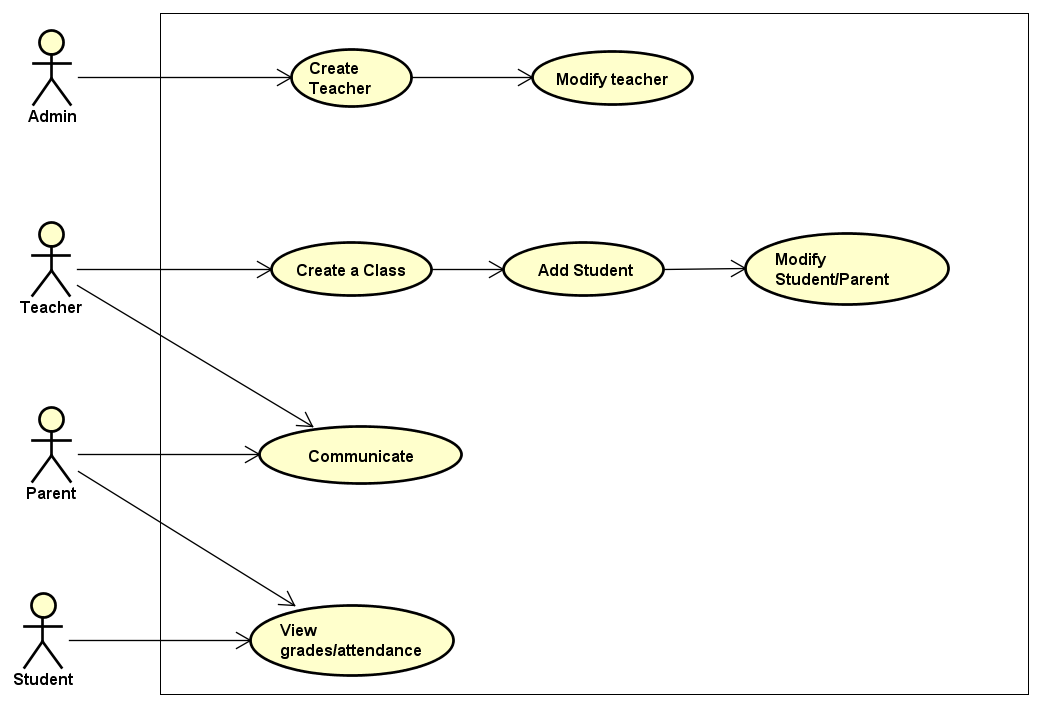 Create
Teacher
Modify teacher
Admin
Create a Class
Add Student
Modify
Student/Parent
Teacher
Communicate
Parent
View
grades/attendance
Student